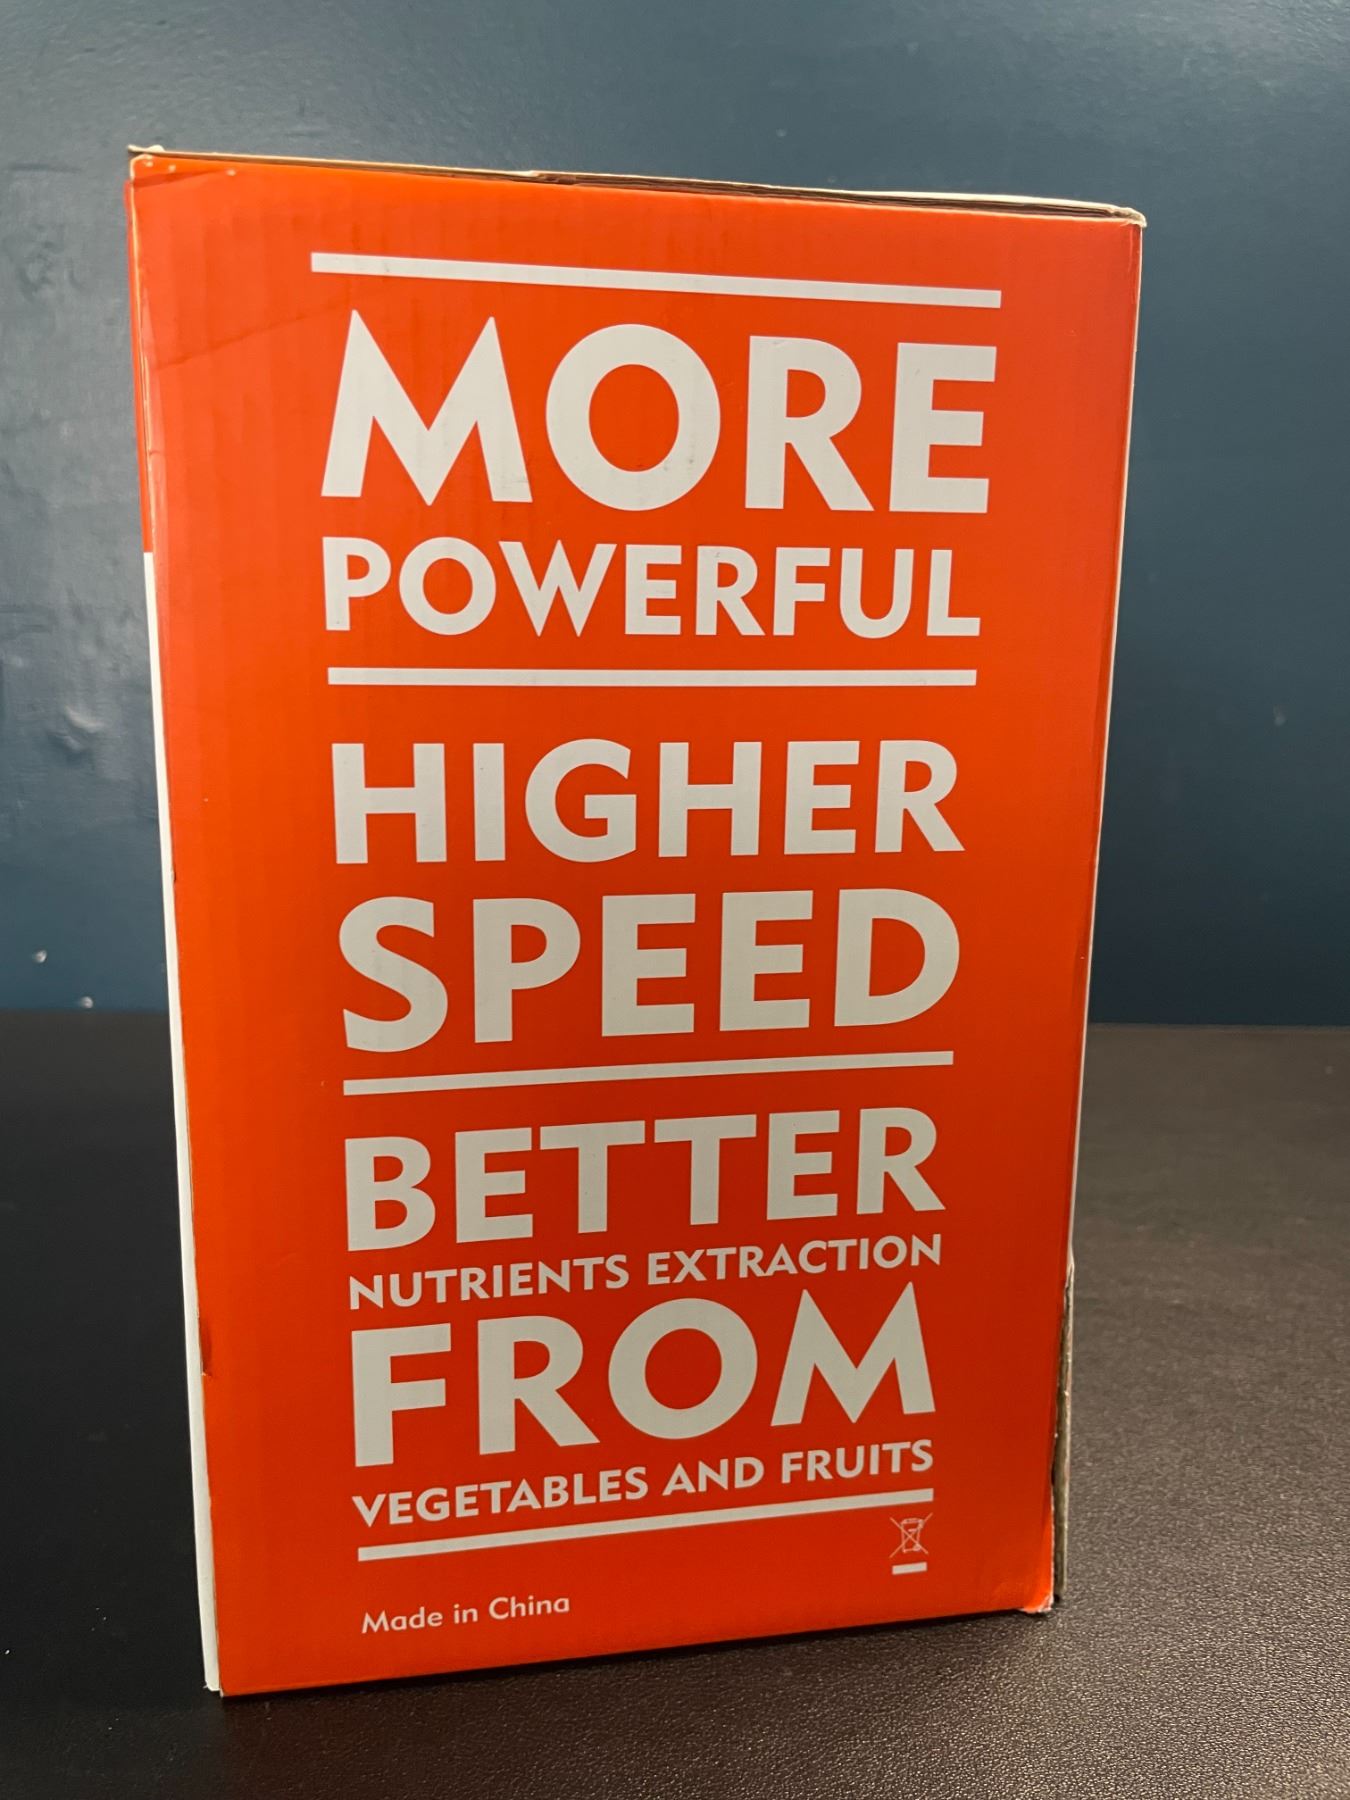 MORE
POWERFUL
HIGHER
SPEED
BETTER
NUTRIENTS EXTRACTION
FROM
VEGETABLES AND FRUITS
Made in China